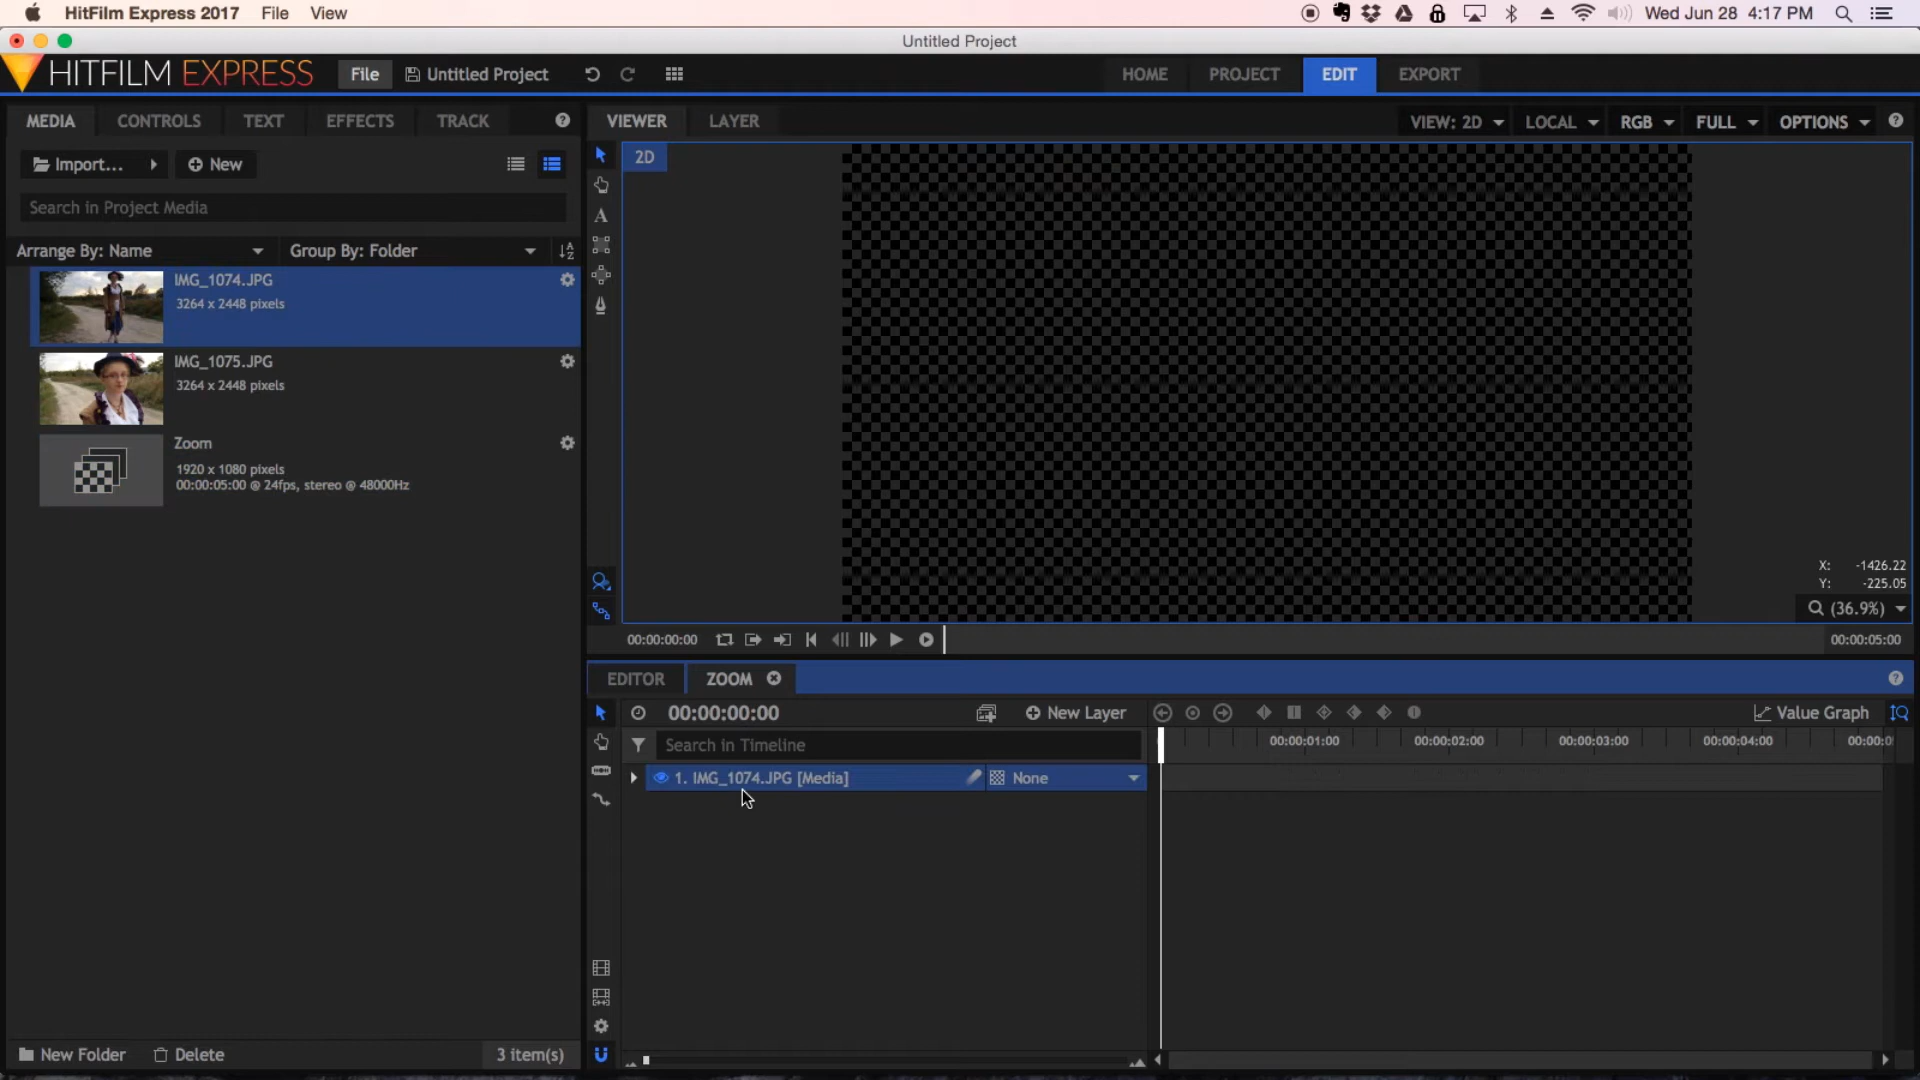 HitFilm Express 2017 File View Wed Jun 28 4:17 PM
Untitled Project
HITFILM EXPRESS File Untitled Project HOME PROJECT EDIT EXPORT
MEDIA CONTROLS TEXT EFFECTS TRACK VIEWER LAYER VIEW: 2D LOCAL RGB FULL OPTIONS
Import... New 2D
Search in Project Media
Arrange By: Name Group By: Folder
IMG_1074.JPG
3264 x 2448 pixels
IMG_1075.JPG
3264 x 2448 pixels
Zoom
1920 x 1080 pixels
00:00:05:00 @ 24fps, stereo @ 48000Hz
X: -1426.22
Y: -225.05
(36.9%)
00:00:00:00 00:00:05:00
EDITOR ZOOM
00:00:00:00 New Layer Value Graph
Search in Timeline 00:00:01:00 00:00:02:00 00:00:03:00 00:00:04:00 00:00:0
1. IMG_1074.JPG [Media] None
New Folder Delete 3 item(s)